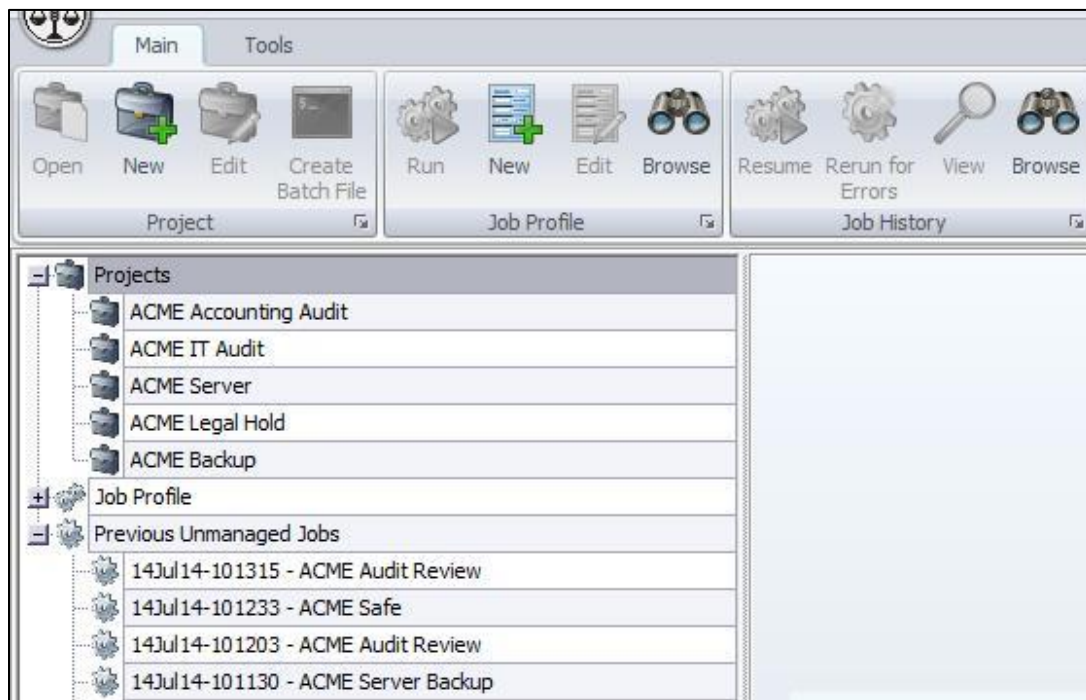 Main Tools
Open New Edit Create Batch File Run New Edit Browse Resume Rerun for Errors View Browse
Project Job Profile Job History
Projects
ACME Accounting Audit
ACME IT Audit
ACME Server
ACME Legal Hold
ACME Backup
Job Profile
Previous Unmanaged Jobs
14Jul14-101315 - ACME Audit Review
14Jul14-101233 - ACME Safe
14Jul14-101203 - ACME Audit Review
14Jul14-101130 - ACME Server Backup